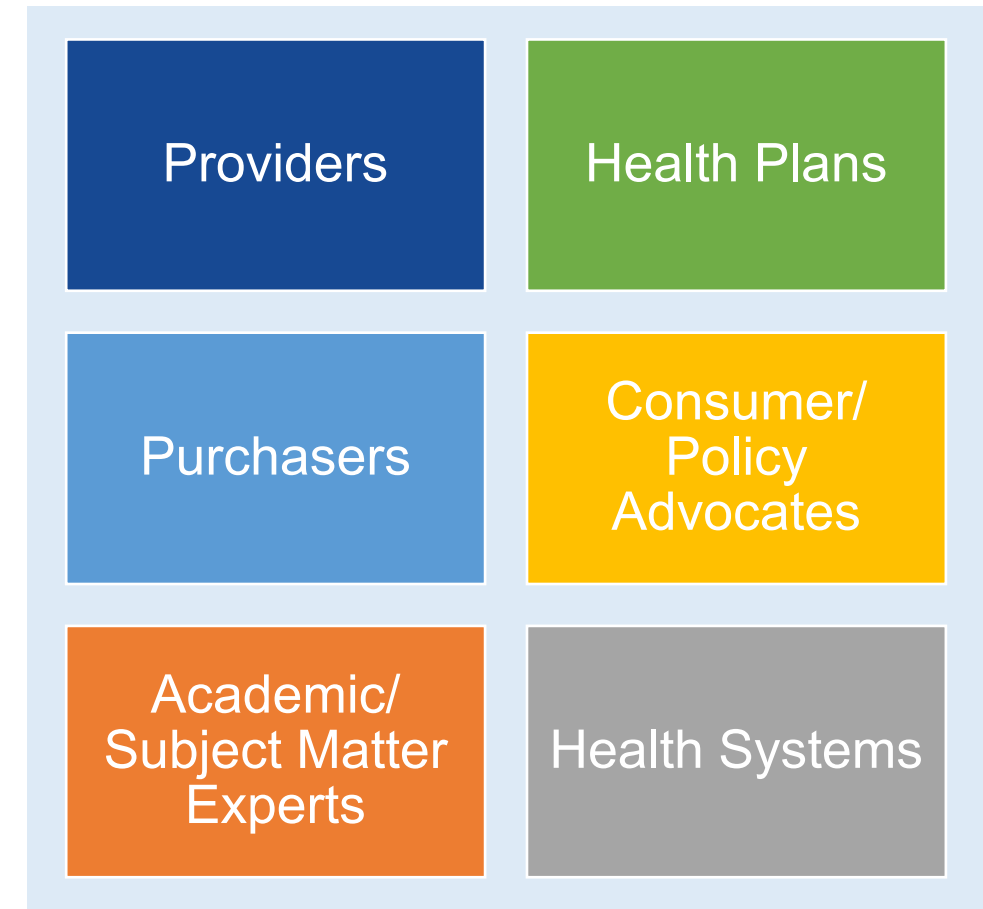 Providers
Health Plans
Purchasers
Consumer/
Policy
Advocates
Academic/
Subject Matter
Experts
Health Systems